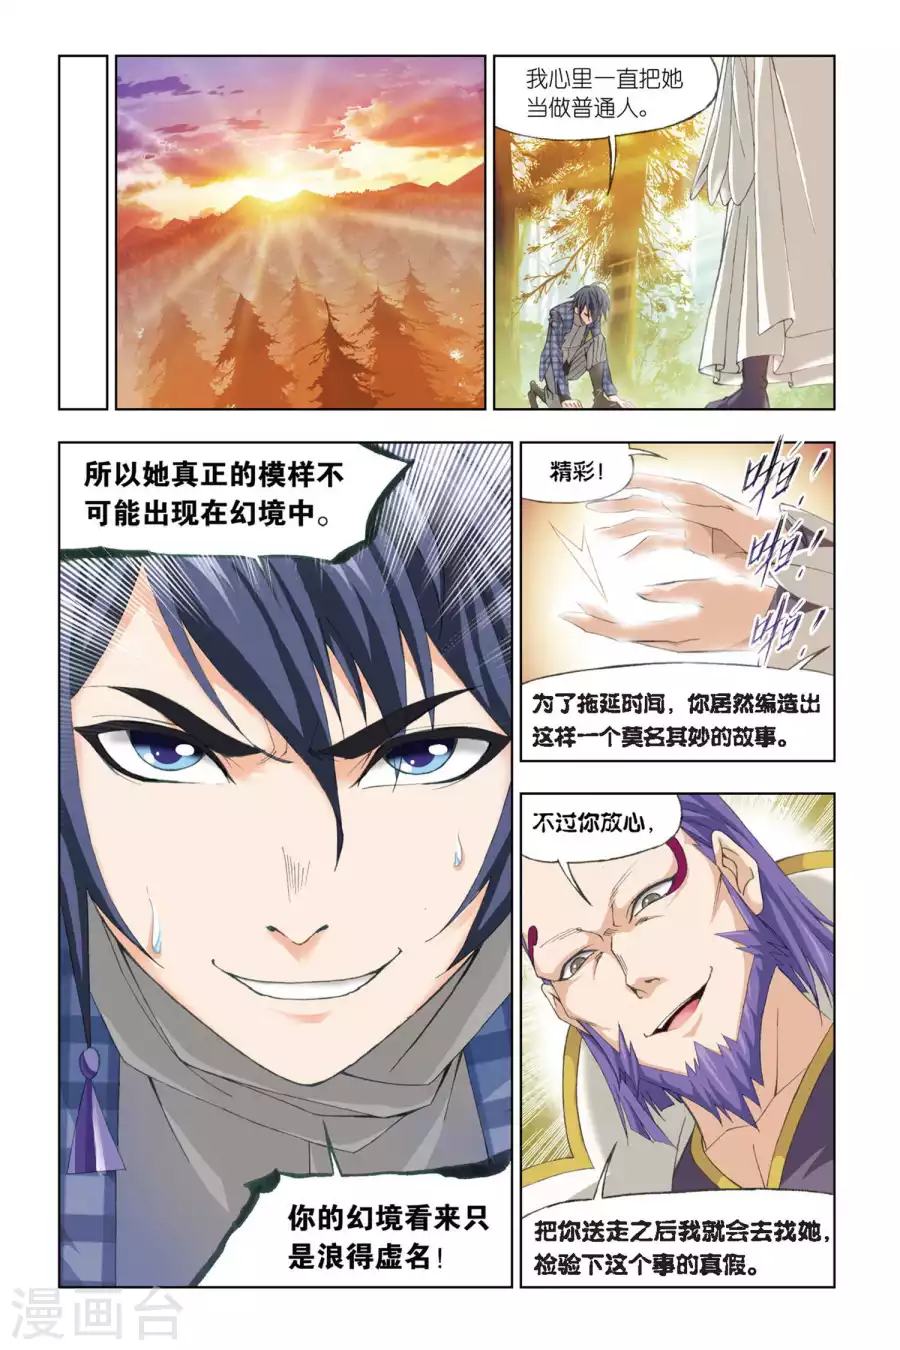 我心里一直把她
当做普通人。
所以她真正的模样不
可能出现在幻境中。
你的幻境看来只
是浪得虚名！
精彩！
啪！
啪！
啪！
为了拖延时间，你居然编造出
这样一个莫名其妙的故事。
不过你放心，
把你送走之后我就会去找她，
检验下这个事的真假。
漫画台